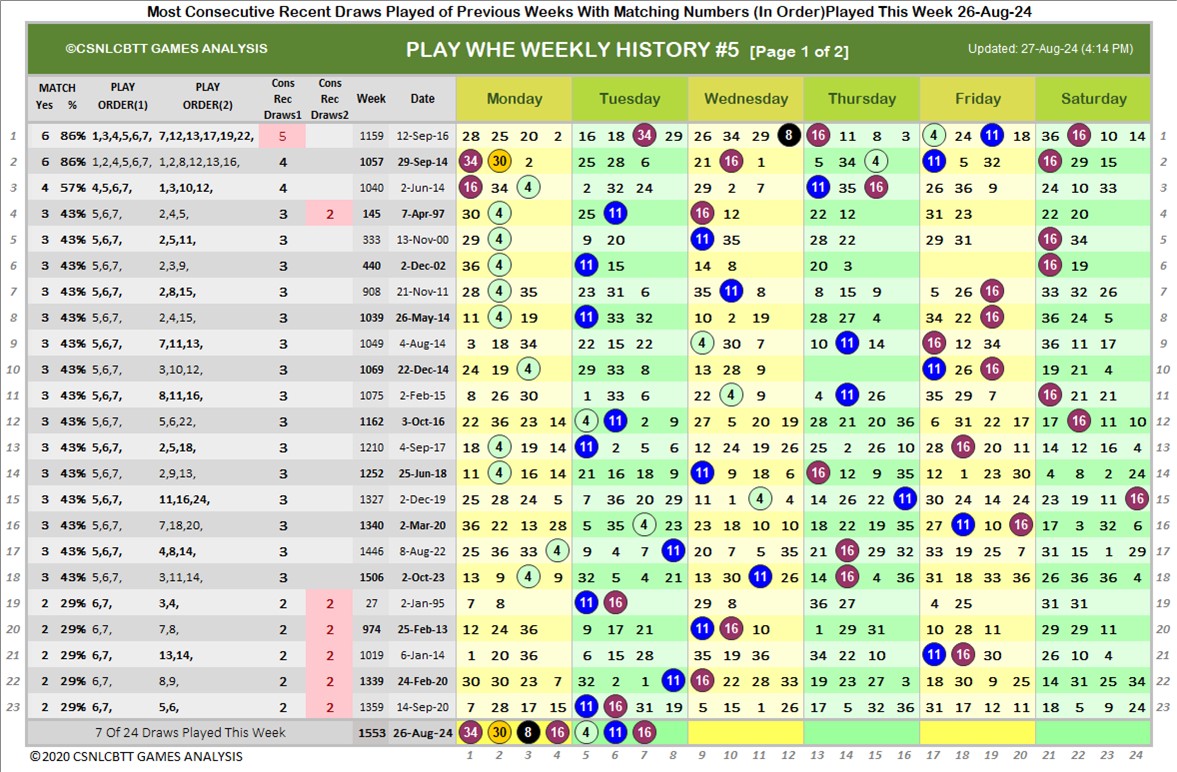 Most Consecutive Recent Draws Played of Previous Weeks With Matching Numbers (In Order)Played This Week 26-Aug-24
©CSNLCBTT GAMES ANALYSIS PLAY WHE WEEKLY HISTORY #5 [Page 1 of 2] Updated: 27-Aug-24 (4:14 PM)
MATCH Yes % PLAY ORDER(1) PLAY ORDER(2) Cons Rec Draws1 Cons Rec Draws2 Week Date Monday Tuesday Wednesday Thursday Friday Saturday
1 6 86% 1,3,4,5,6,7, 7,12,13,17,19,22, 5 1159 12-Sep-16 28 25 20 2 16 18 34 29 26 34 29 8 16 11 8 3 4 24 11 18 36 16 10 14 1
2 6 86% 1,2,4,5,6,7, 1,2,8,12,13,16, 4 1057 29-Sep-14 34 30 2 25 28 6 21 16 1 5 34 4 11 5 32 16 29 15 2
3 4 57% 4,5,6,7, 1,3,10,12, 4 1040 2-Jun-14 16 34 4 2 32 24 29 2 7 11 35 16 26 36 9 24 10 33 3
4 3 43% 5,6,7, 2,4,5, 3 2 145 7-Apr-97 30 4 25 11 16 12 22 12 31 23 22 20 4
5 3 43% 5,6,7, 2,5,11, 3 333 13-Nov-00 29 4 9 20 11 35 28 22 29 31 16 34 5
6 3 43% 5,6,7, 2,3,9, 3 440 2-Dec-02 36 4 11 15 14 8 20 3 16 19 6
7 3 43% 5,6,7, 2,8,15, 3 908 21-Nov-11 28 4 35 23 31 6 35 11 8 8 15 9 5 26 16 33 32 26 7
8 3 43% 5,6,7, 2,4,15, 3 1039 26-May-14 11 4 19 11 33 32 10 2 19 28 27 4 34 22 16 36 24 5 8
9 3 43% 5,6,7, 7,11,13, 3 1049 4-Aug-14 3 18 34 22 15 22 4 30 7 10 11 14 16 12 34 36 11 17 9
10 3 43% 5,6,7, 3,10,12, 3 1069 22-Dec-14 24 19 4 29 33 8 13 28 9 11 26 16 19 21 4 10
11 3 43% 5,6,7, 8,11,16, 3 1075 2-Feb-15 8 26 30 1 33 6 22 4 9 4 11 26 35 29 7 16 21 21 11
12 3 43% 5,6,7, 5,6,22, 3 1162 3-Oct-16 22 36 23 14 4 11 2 9 27 5 20 19 28 21 20 36 6 31 22 17 17 16 11 10 12
13 3 43% 5,6,7, 2,5,18, 3 1210 4-Sep-17 18 4 19 14 11 2 5 6 12 24 19 26 25 2 26 10 28 16 20 11 14 12 16 4 13
14 3 43% 5,6,7, 2,9,13, 3 1252 25-Jun-18 11 4 16 14 21 16 18 9 11 9 18 6 16 12 9 35 12 1 23 30 4 8 2 24 14
15 3 43% 5,6,7, 11,16,24, 3 1327 2-Dec-19 25 28 24 5 7 36 20 29 11 1 4 4 14 26 22 11 30 24 14 24 23 19 11 16 15
16 3 43% 5,6,7, 7,18,20, 3 1340 2-Mar-20 36 22 13 28 5 35 4 23 23 18 10 10 18 22 19 35 27 11 10 16 17 3 32 6 16
17 3 43% 5,6,7, 4,8,14, 3 1446 8-Aug-22 25 36 33 4 9 4 7 11 20 7 5 35 21 16 29 32 33 19 25 7 31 15 1 29 17
18 3 43% 5,6,7, 3,11,14, 3 1506 2-Oct-23 13 9 4 9 32 5 4 21 13 30 11 26 14 16 4 36 31 18 33 36 26 36 36 4 18
19 2 29% 6,7, 3,4, 2 2 27 2-Jan-95 7 8 11 16 29 8 36 27 4 25 31 31 19
20 2 29% 6,7, 7,8, 2 2 974 25-Feb-13 12 24 36 9 17 21 11 16 10 1 29 31 10 28 11 29 29 11 20
21 2 29% 6,7, 13,14, 2 2 1019 6-Jan-14 1 20 36 6 15 28 35 19 36 34 22 10 11 16 30 26 10 4 21
22 2 29% 6,7, 8,9, 2 2 1339 24-Feb-20 30 30 23 7 32 2 1 11 16 22 28 33 19 23 27 3 18 30 9 25 14 31 25 34 22
23 2 29% 6,7, 5,6, 2 2 1359 14-Sep-20 7 28 17 15 11 16 31 19 5 15 1 26 17 5 32 36 31 17 12 11 18 5 9 24 23
7 Of 24 Draws Played This Week 1553 26-Aug-24 34 30 8 16 4 11 16
©2020 CSNLCBTT GAMES ANALYSIS 1 2 3 4 5 6 7 8 9 10 11 12 13 14 15 16 17 18 19 20 21 22 23 24